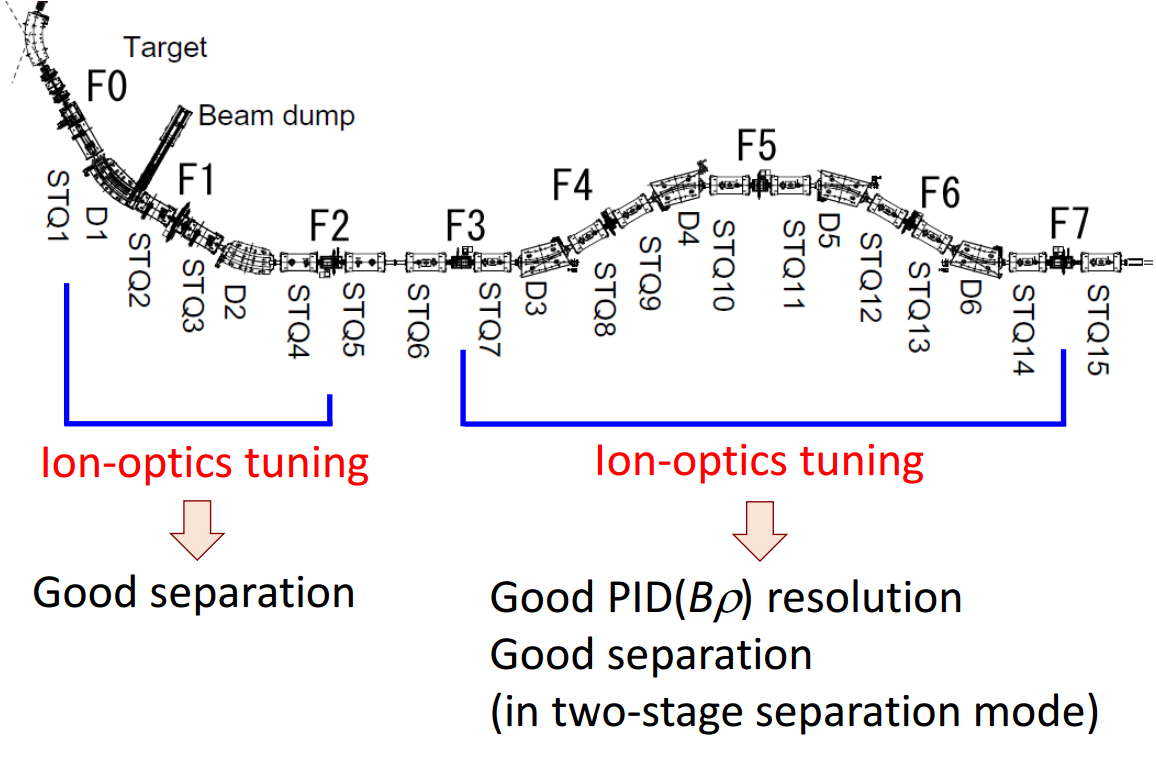 Target
F0
Beam dump
F1
F2
F3
F4
F5
F6
F7
STQ1
D1
STQ2
STQ3
D2
STQ4
STQ5
STQ6
STQ7
D3
STQ8
STQ9
D4
STQ10
STQ11
D5
STQ12
STQ13
D6
STQ14
STQ15
Ion-optics tuning
Good separation
Ion-optics tuning
Good PID(Bρ) resolution
Good separation
(in two-stage separation mode)